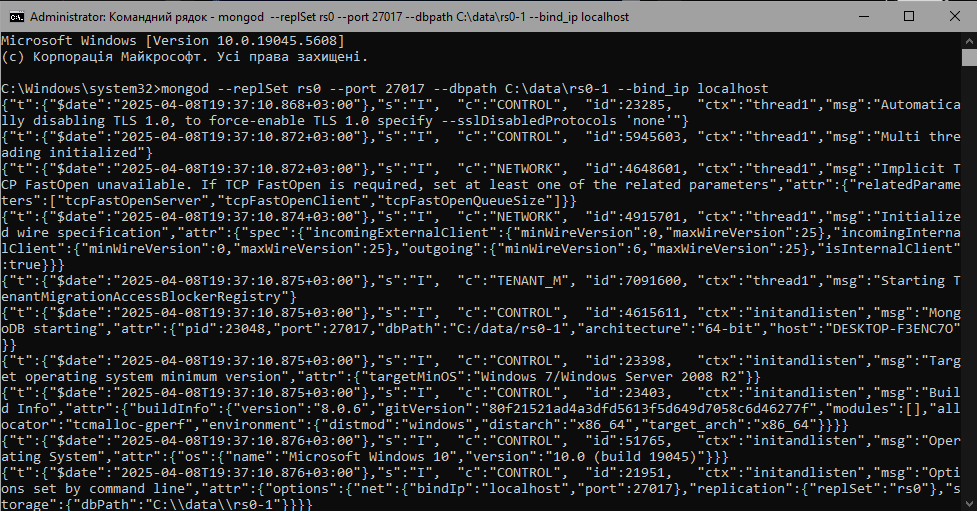 Administrator: Командний рядок - mongod --replSet rs0 --port 27017 --dbpath C:\data\rs0-1 --bind_ip localhost
Microsoft Windows [Version 10.0.19045.5608]
(c) Корпорація Майкрософт. Усі права захищені.
C:\Windows\system32>mongod --replSet rs0 --port 27017 --dbpath C:\data\rs0-1 --bind_ip localhost
{"t":{"$date":"2025-04-08T19:37:10.868+03:00"},"s":"I",  "c":"CONTROL",  "id":23285,   "ctx":"thread1","msg":"Automatica
lly disabling TLS 1.0, to force-enable TLS 1.0 specify --sslDisabledProtocols 'none'"}
{"t":{"$date":"2025-04-08T19:37:10.872+03:00"},"s":"I",  "c":"CONTROL",  "id":5945603, "ctx":"thread1","msg":"Multi thre
ading initialized"}
{"t":{"$date":"2025-04-08T19:37:10.872+03:00"},"s":"I",  "c":"NETWORK",  "id":4648601, "ctx":"thread1","msg":"Implicit T
CP FastOpen unavailable. If TCP FastOpen is required, set at least one of the related parameters","attr":{"relatedParame
ters":["tcpFastOpenServer","tcpFastOpenClient","tcpFastOpenQueueSize"]}}
{"t":{"$date":"2025-04-08T19:37:10.874+03:00"},"s":"I",  "c":"NETWORK",  "id":4915701, "ctx":"thread1","msg":"Initialize
d wire specification","attr":{"spec":{"incomingExternalClient":{"minWireVersion":0,"maxWireVersion":25},"incomingInterna
lClient":{"minWireVersion":0,"maxWireVersion":25},"outgoing":{"minWireVersion":6,"maxWireVersion":25},"isInternalClient"
:true}}}
{"t":{"$date":"2025-04-08T19:37:10.875+03:00"},"s":"I",  "c":"TENANT_M", "id":7091600, "ctx":"thread1","msg":"Starting T
enantMigrationAccessBlockerRegistry"}
{"t":{"$date":"2025-04-08T19:37:10.875+03:00"},"s":"I",  "c":"CONTROL",  "id":4615611, "ctx":"initandlisten","msg":"Mong
oDB starting","attr":{"pid":23048,"port":27017,"dbPath":"C:/data/rs0-1","architecture":"64-bit","host":"DESKTOP-F3ENC7O"
}}
{"t":{"$date":"2025-04-08T19:37:10.875+03:00"},"s":"I",  "c":"CONTROL",  "id":23398,   "ctx":"initandlisten","msg":"Targ
et operating system minimum version","attr":{"targetMinOS":"Windows 7/Windows Server 2008 R2"}}
{"t":{"$date":"2025-04-08T19:37:10.875+03:00"},"s":"I",  "c":"CONTROL",  "id":23403,   "ctx":"initandlisten","msg":"Buil
d Info","attr":{"buildInfo":{"version":"8.0.6","gitVersion":"80f21521ad4a3dfd5613f5d649d7058c6d46277f","modules":[],"all
ocator":"tcmalloc-gperf","environment":{"distmod":"windows","distarch":"x86_64","target_arch":"x86_64"}}}}
{"t":{"$date":"2025-04-08T19:37:10.876+03:00"},"s":"I",  "c":"CONTROL",  "id":51765,   "ctx":"initandlisten","msg":"Oper
ating System","attr":{"os":{"name":"Microsoft Windows 10","version":"10.0 (build 19045)"}}}
{"t":{"$date":"2025-04-08T19:37:10.876+03:00"},"s":"I",  "c":"CONTROL",  "id":21951,   "ctx":"initandlisten","msg":"Opti
ons set by command line","attr":{"options":{"net":{"bindIp":"localhost","port":27017},"replication":{"replSet":"rs0"},"s
torage":{"dbPath":"C:\\data\\rs0-1"}}}}